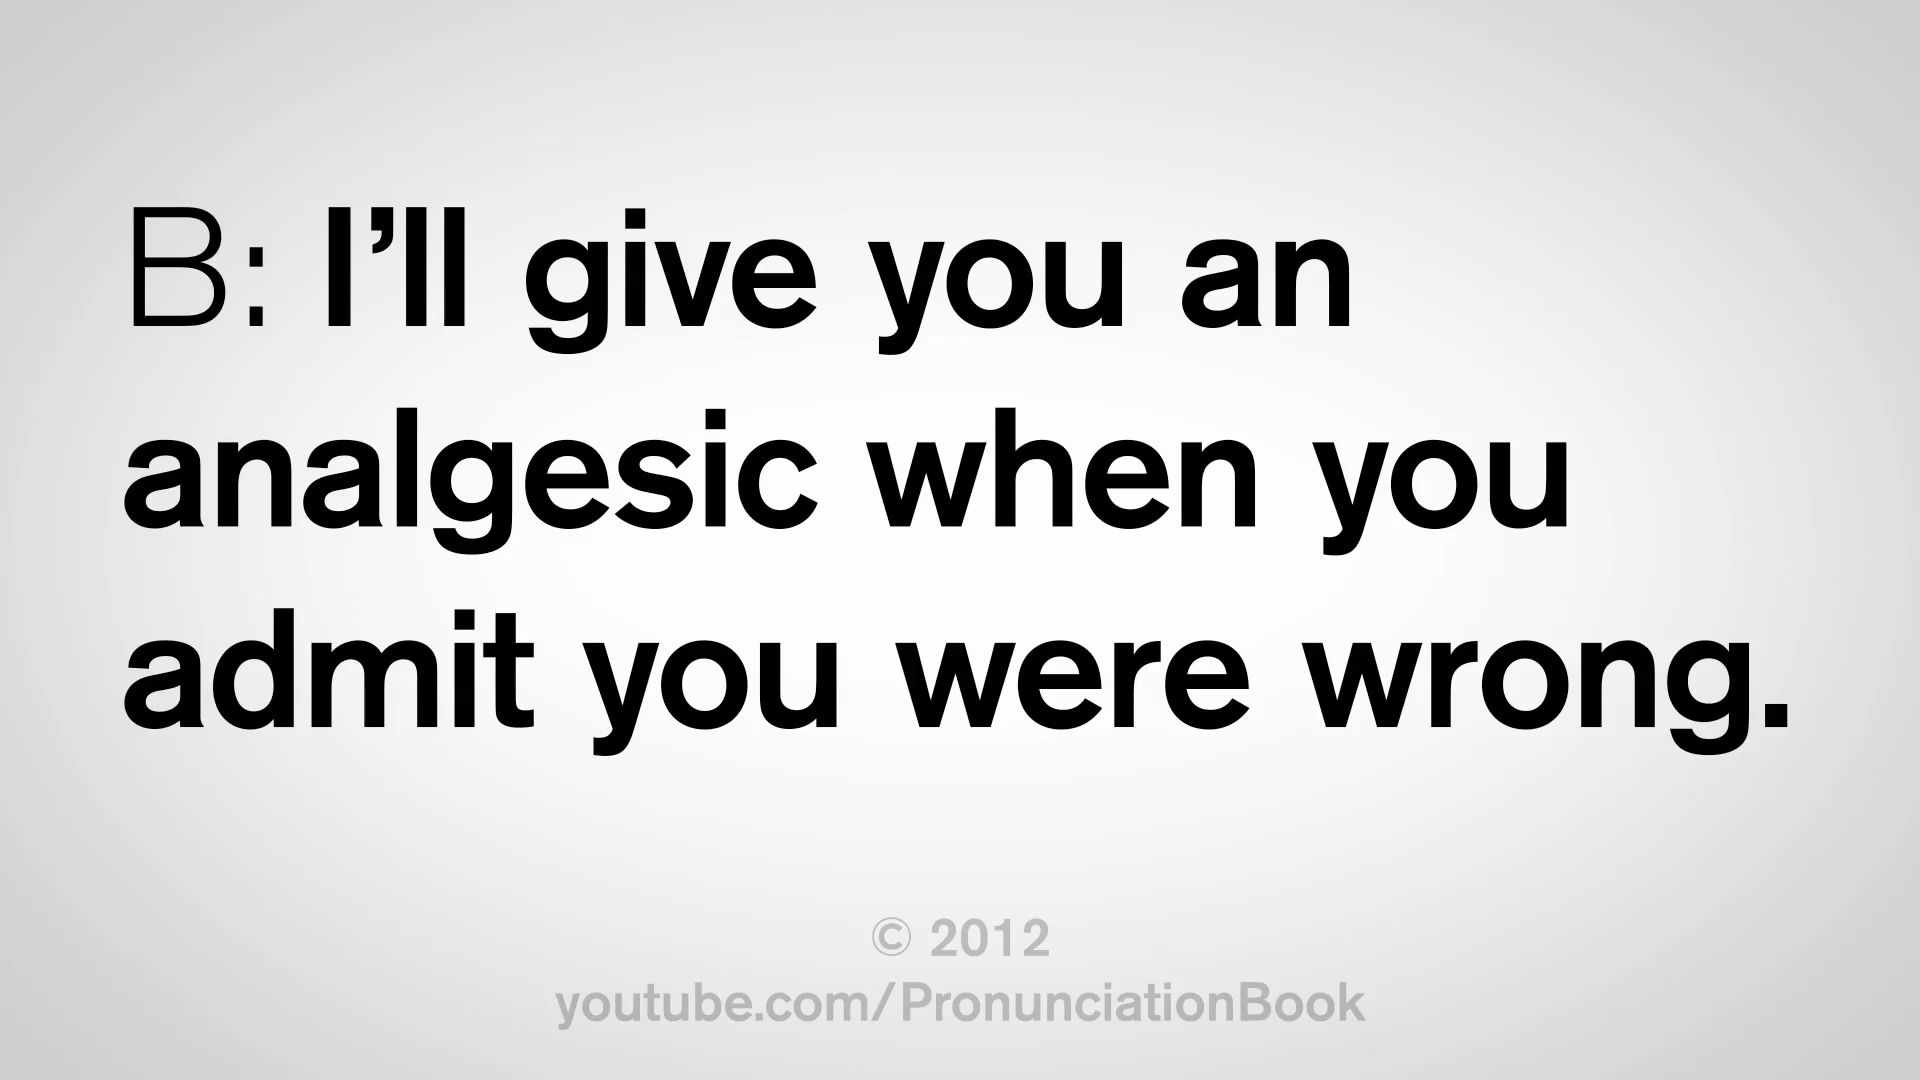 B: I’ll give you an
analgesic when you
admit you were wrong.
© 2012
youtube.com/PronunciationBook